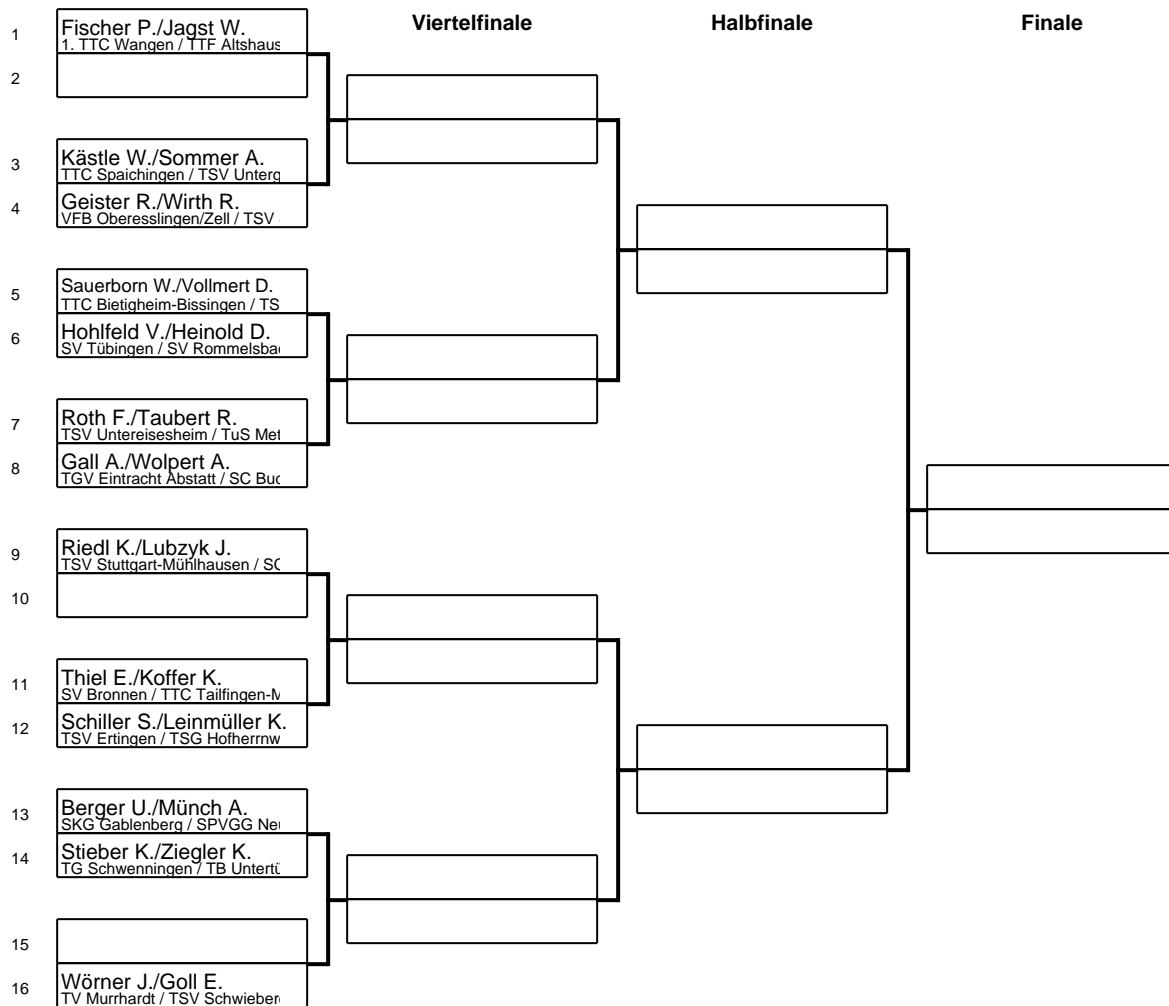 Viertelfinale Halbfinale Finale
1 Fischer P./Jagst W.
1. TTC Wangen / TTF Altshaus
2
3 Kästle W./Sommer A.
TTC Spaichingen / TSV Unterg
4 Geister R./Wirth R.
VFB Oberesslingen/Zell / TSV
5 Sauerborn W./Vollmert D.
TTC Bietigheim-Bissingen / TS
6 Hohlfeld V./Heinold D.
SV Tübingen / SV Rommelsba
7 Roth F./Taubert R.
TSV Untereisesheim / TuS Met
8 Gall A./Wolpert A.
TGV Eintracht Abstatt / SC Buc
9 Riedl K./Lubzyk J.
TSV Stuttgart-Mühlhausen / SC
10
11 Thiel E./Koffer K.
SV Bronnen / TTC Tailfingen-M
12 Schiller S./Leinmüller K.
TSV Ertingen / TSG Hofherrnw
13 Berger U./Münch A.
SKG Gablenberg / SPVGG Neu
14 Stieber K./Ziegler K.
TG Schwenningen / TB Untertü
15
16 Wörner J./Goll E.
TV Murrhardt / TSV Schwieber